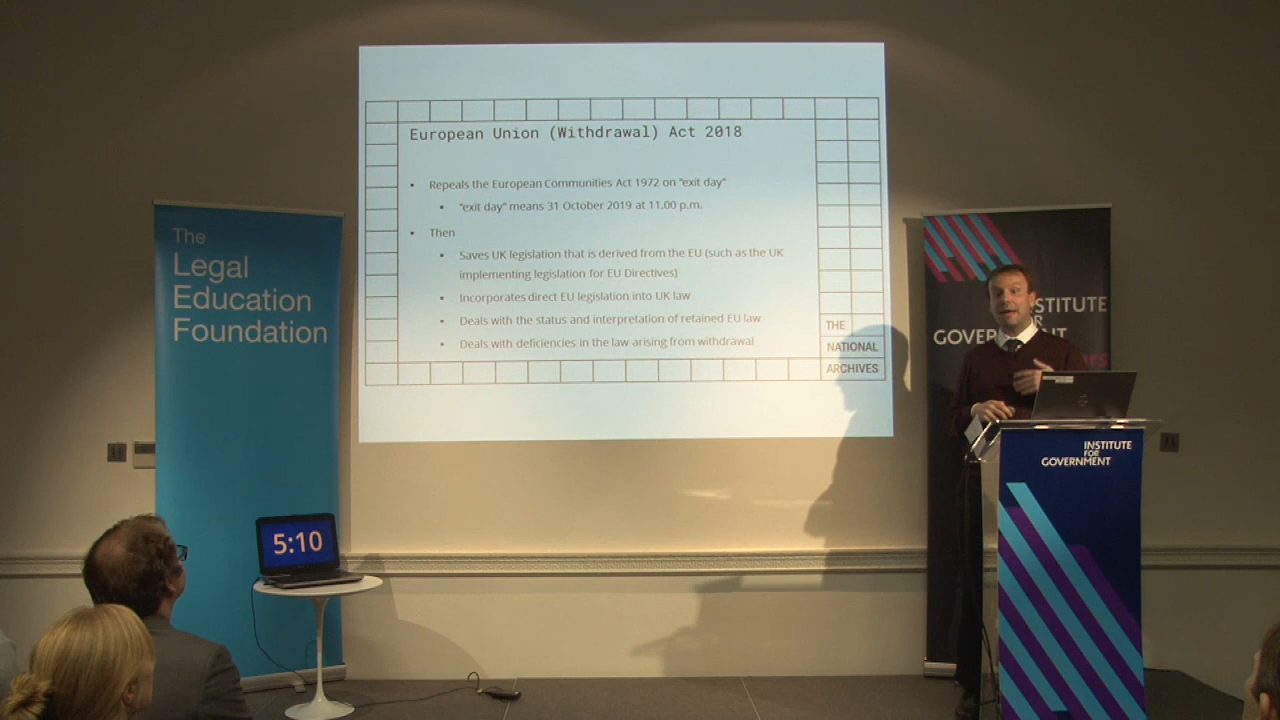 European Union (Withdrawal) Act 2018
▪ Repeals the European Communities Act 1972 on “exit day”
▪ “exit day” means 31 October 2019 at 11.00 p.m.
▪ Then
▪ Saves UK legislation that is derived from the EU (such as the UK
implementing legislation for EU Directives)
▪ Incorporates direct EU legislation into UK law
▪ Deals with the status and interpretation of retained EU law
▪ Deals with deficiencies in the law arising from withdrawal
THE
NATIONAL
ARCHIVES
The
Legal
Education
Foundation
5:10
INSTITUTE
FOR
GOVERNMENT